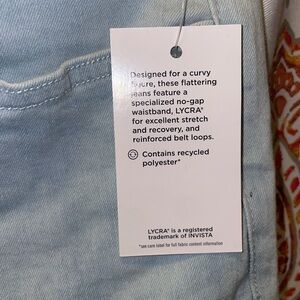 Designed for a curvy
figure, these flattering
jeans feature a
specialized no-gap
waistband, LYCRA®
for excellent stretch
and recovery, and
reinforced belt loops.
Contains recycled
polyester*
LYCRA® is a registered
trademark of INVISTA
*see care label for full fabric content information